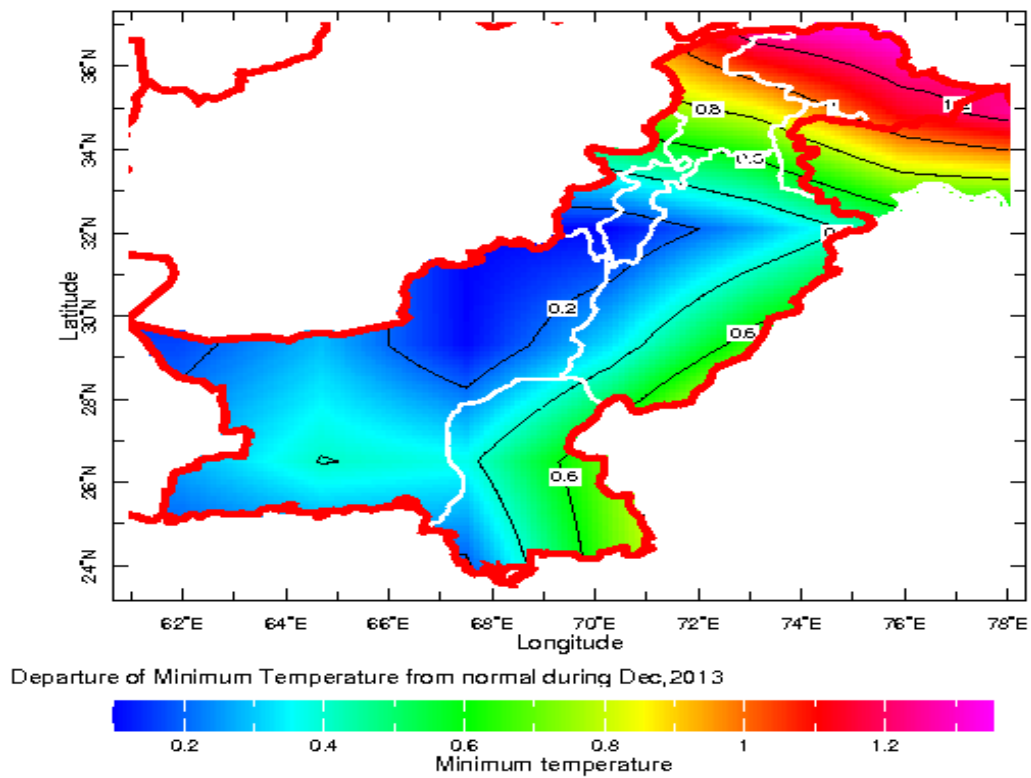 36°N
34°N
32°N
30°N
28°N
26°N
24°N
Latitude
0.8
1
0.2
0.6
0.6
62°E 64°E 66°E 68°E 70°E 72°E 74°E 76°E 78°E
Longitude
Departure of Minimum Temperature from normal during Dec,2013
0.2 0.4 0.6 0.8 1 1.2
Minimum temperature